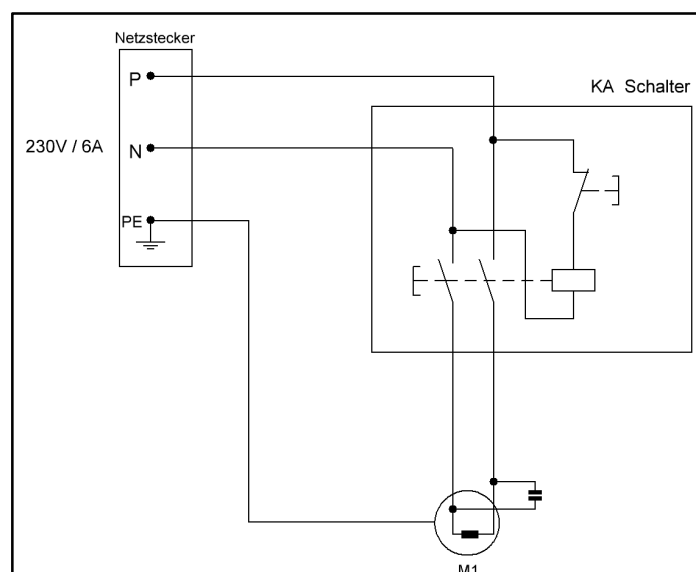 Netzstecker
P
KA Schalter
230V / 6A
N
PE
M1